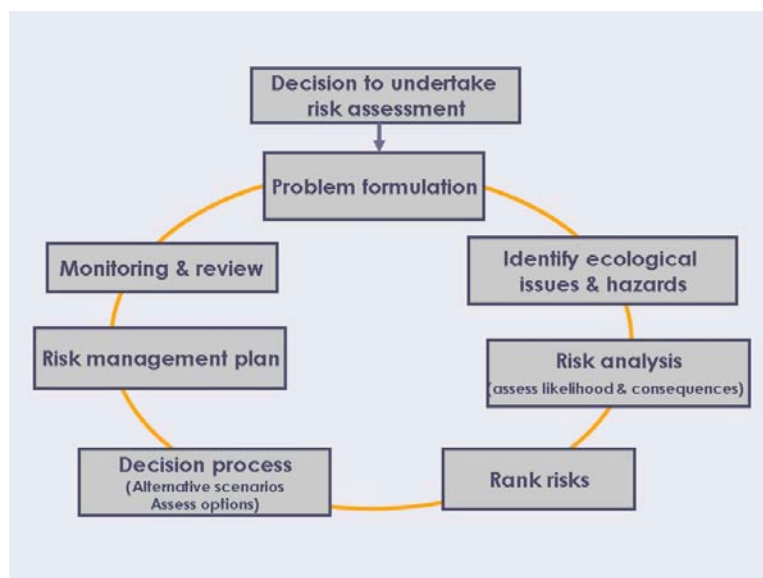 Decision to undertake
risk assessment
Problem formulation
Identify ecological
issues & hazards
Risk analysis
(assess likelihood & consequences)
Rank risks
Decision process
(Alternative scenarios
Assess options)
Risk management plan
Monitoring & review